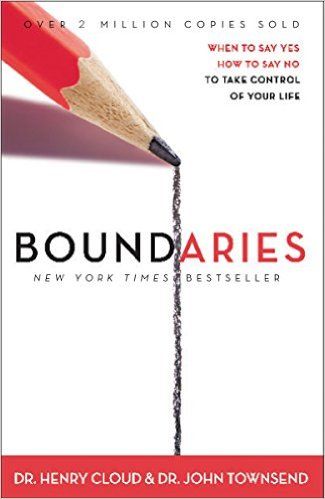 OVER 2 MILLION COPIES SOLD
WHEN TO SAY YES
HOW TO SAY NO
TO TAKE CONTROL
OF YOUR LIFE
BOUNDARIES
NEW YORK TIMES BESTSELLER
DR. HENRY CLOUD & DR. JOHN TOWNSEND